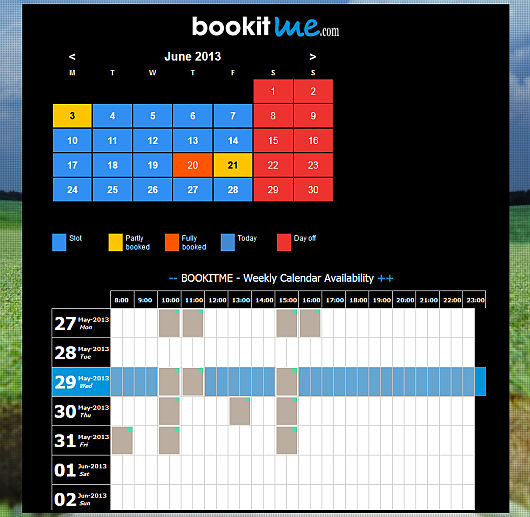 bookitme.com
< June 2013 >
M T W T F S S
1 2
3 4 5 6 7 8 9
10 11 12 13 14 15 16
17 18 19 20 21 22 23
24 25 26 27 28 29 30
Slot Partly booked Fully booked Today Day off
-- BOOKITME - Weekly Calendar Availability ++
8:00 9:00 10:00 11:00 12:00 13:00 14:00 15:00 16:00 17:00 18:00 19:00 20:00 21:00 22:00 23:00
27 May-2013 Mon
28 May-2013 Tue
29 May-2013 Wed
30 May-2013 Thu
31 May-2013 Fri
01 Jun-2013 Sat
02 Jun-2013 Sun